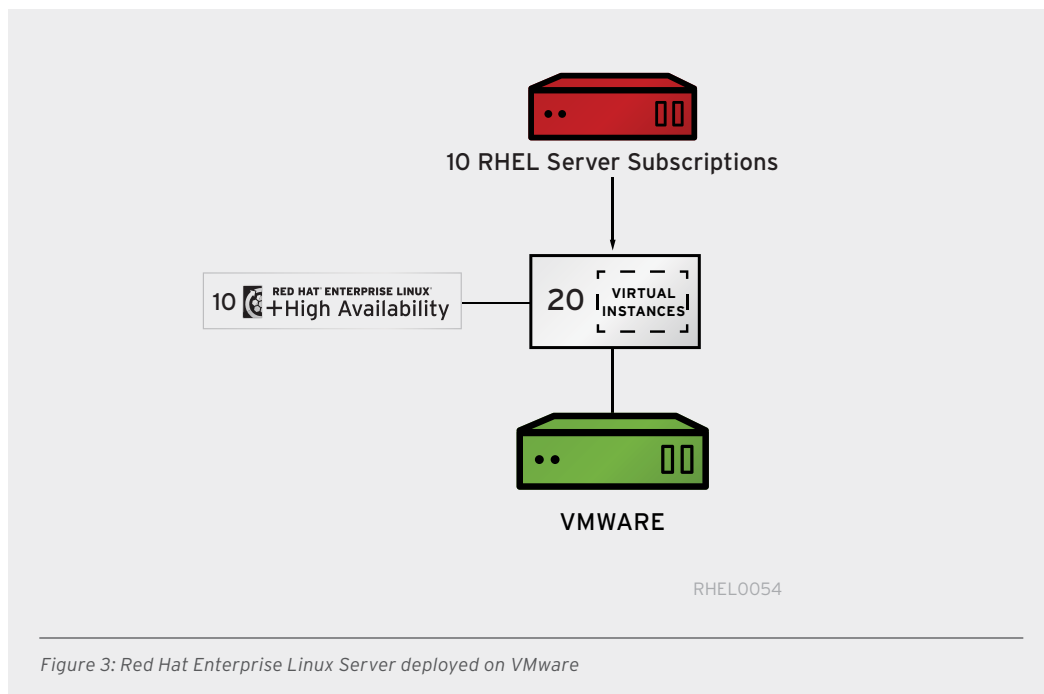 10 RHEL Server Subscriptions
10 RED HAT® ENTERPRISE LINUX®
+High Availability
20 VIRTUAL
INSTANCES
VMWARE
RHEL0054
Figure 3: Red Hat Enterprise Linux Server deployed on VMware